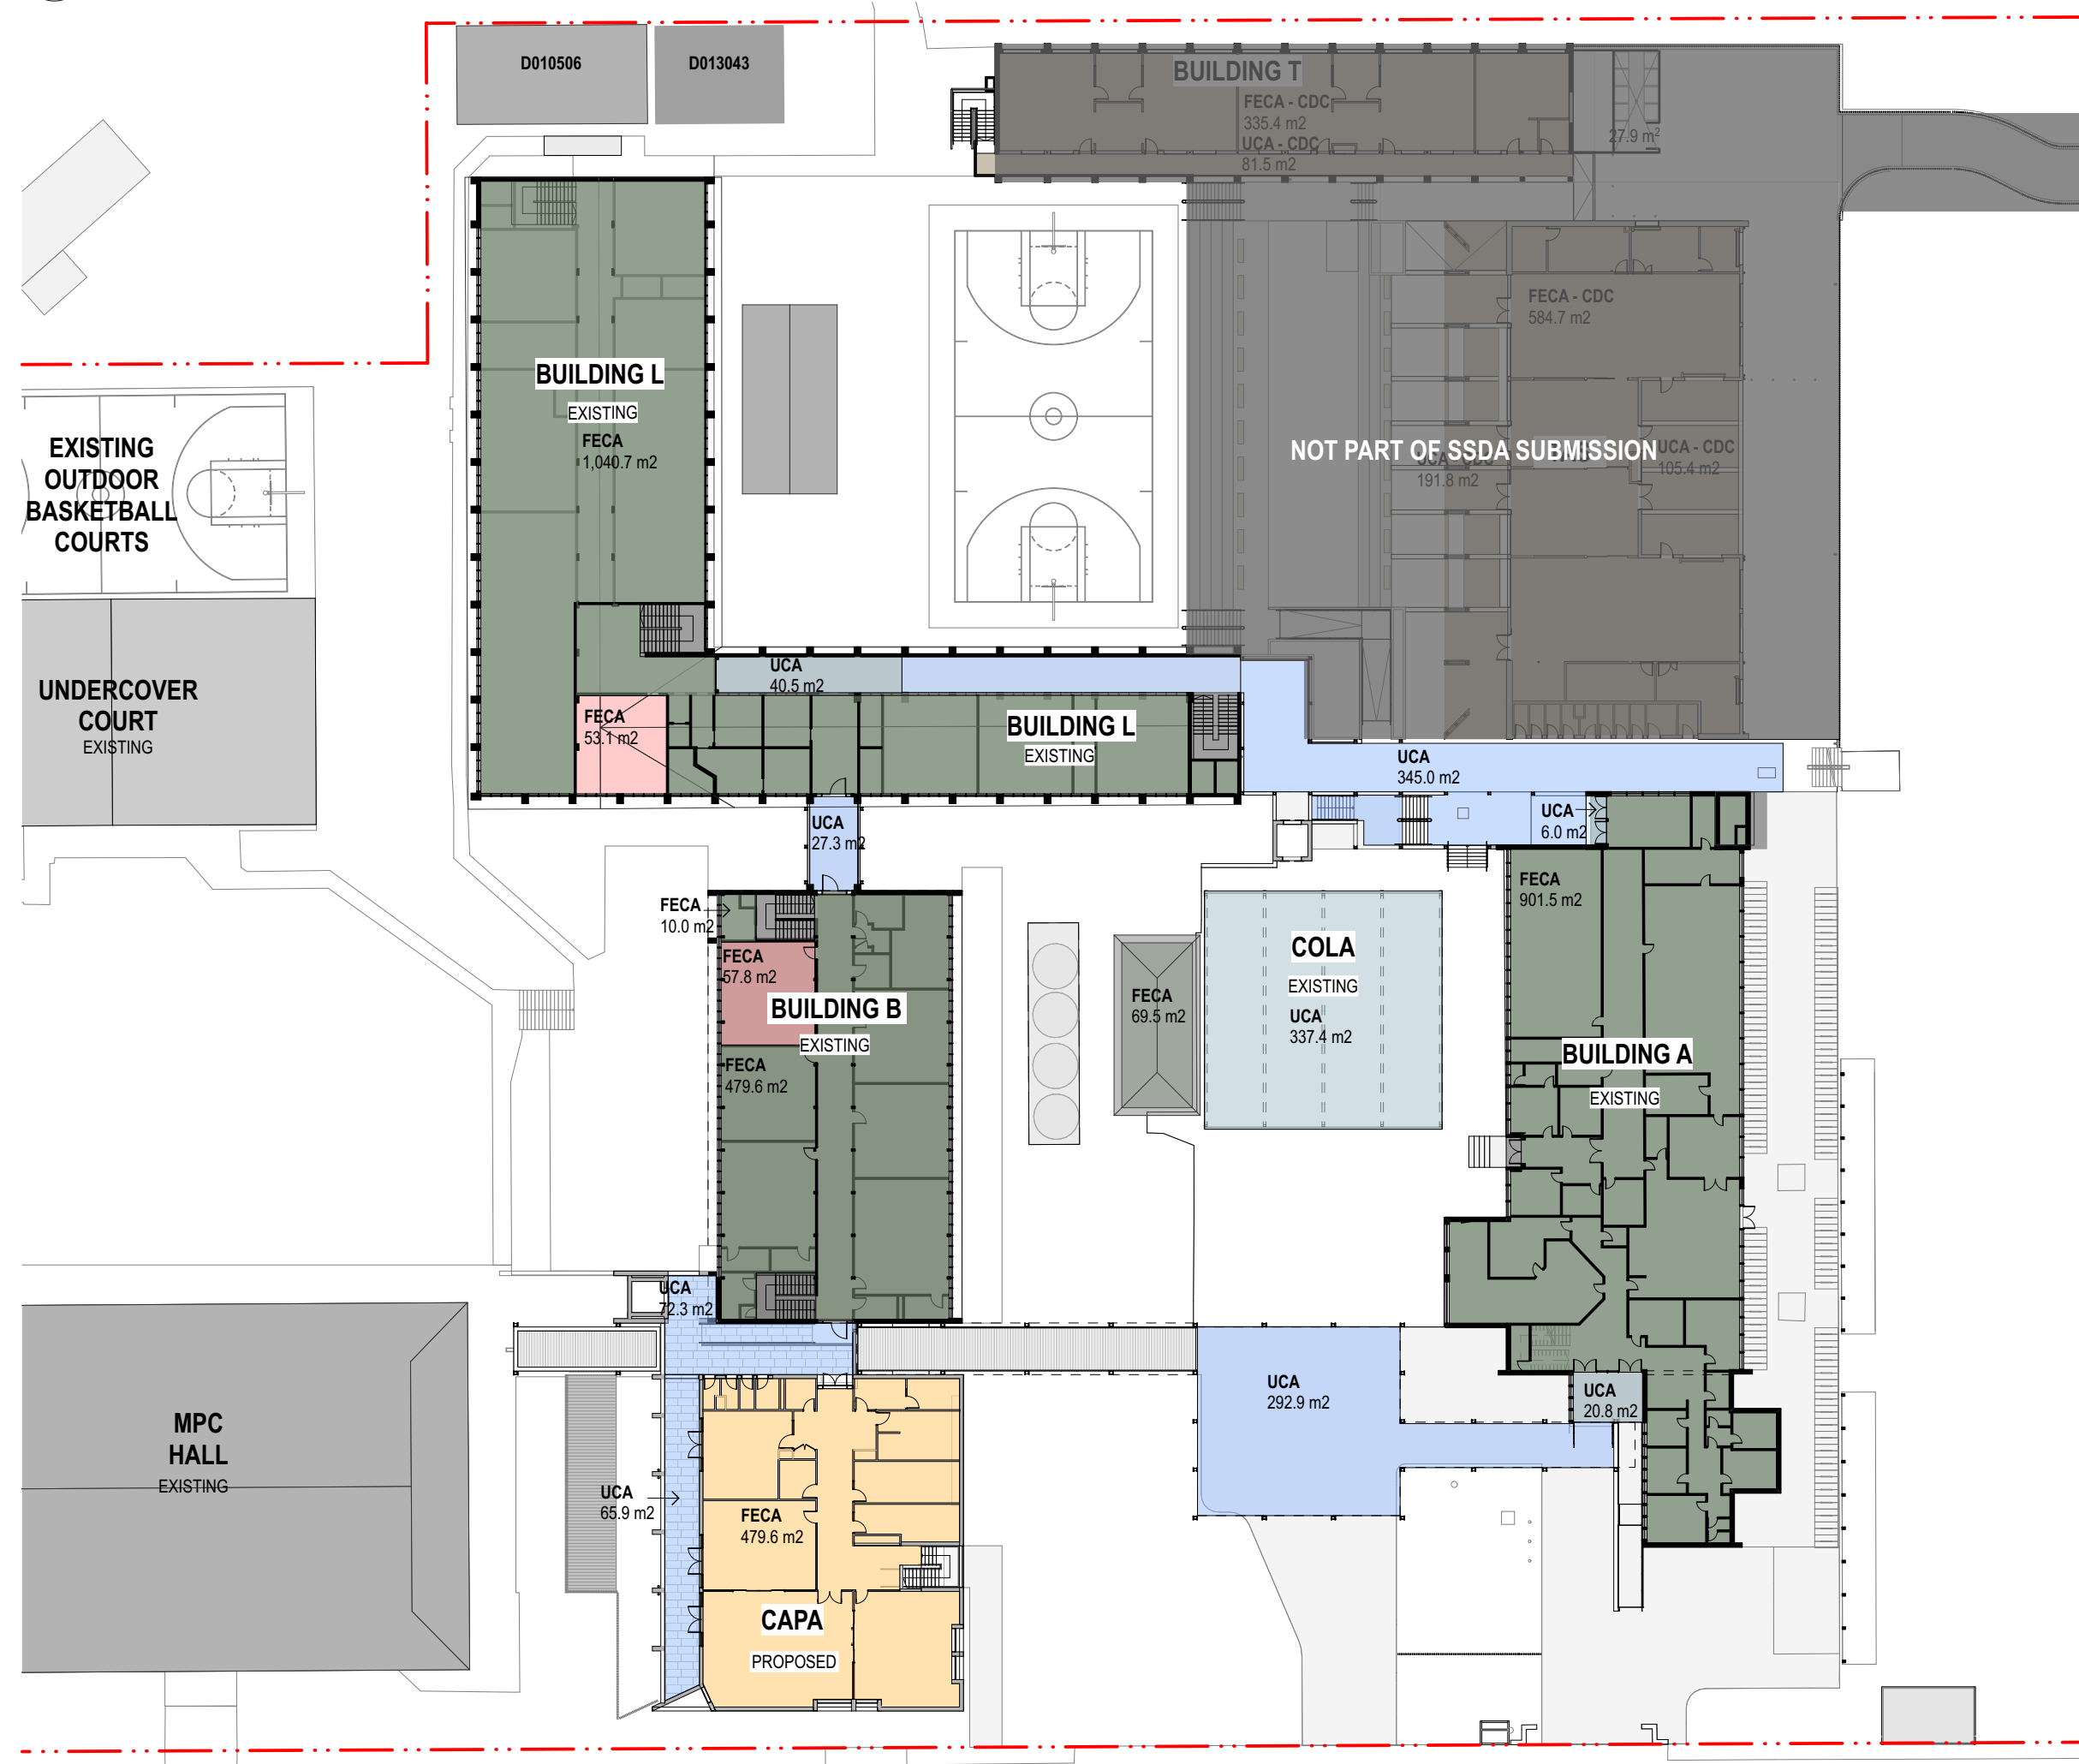 D010506
D013043
BUILDING T
FECA - CDC
335.4 m2
UCA - CDC
81.5 m2
27.9 m²
FECA - CDC
584.7 m2
BUILDING L
EXISTING
FECA
1,040.7 m2
EXISTING
OUTDOOR
BASKETBALL
COURTS
NOT PART OF SSDA SUBMISSION
UCA - CDC
191.8 m2
UCA - CDC
105.4 m2
UNDERCOVER
COURT
EXISTING
UCA
40.5 m2
FECA
53.1 m2
BUILDING L
EXISTING
UCA
345.0 m2
UCA
27.3 m2
UCA
6.0 m2
FECA
10.0 m2
FECA
57.8 m2
BUILDING B
EXISTING
FECA
479.6 m2
FECA
69.5 m2
COLA
EXISTING
UCA
337.4 m2
FECA
901.5 m2
BUILDING A
EXISTING
UCA
72.3 m2
UCA
292.9 m2
UCA
20.8 m2
MPC
HALL
EXISTING
UCA
65.9 m2
FECA
479.6 m2
CAPA
PROPOSED